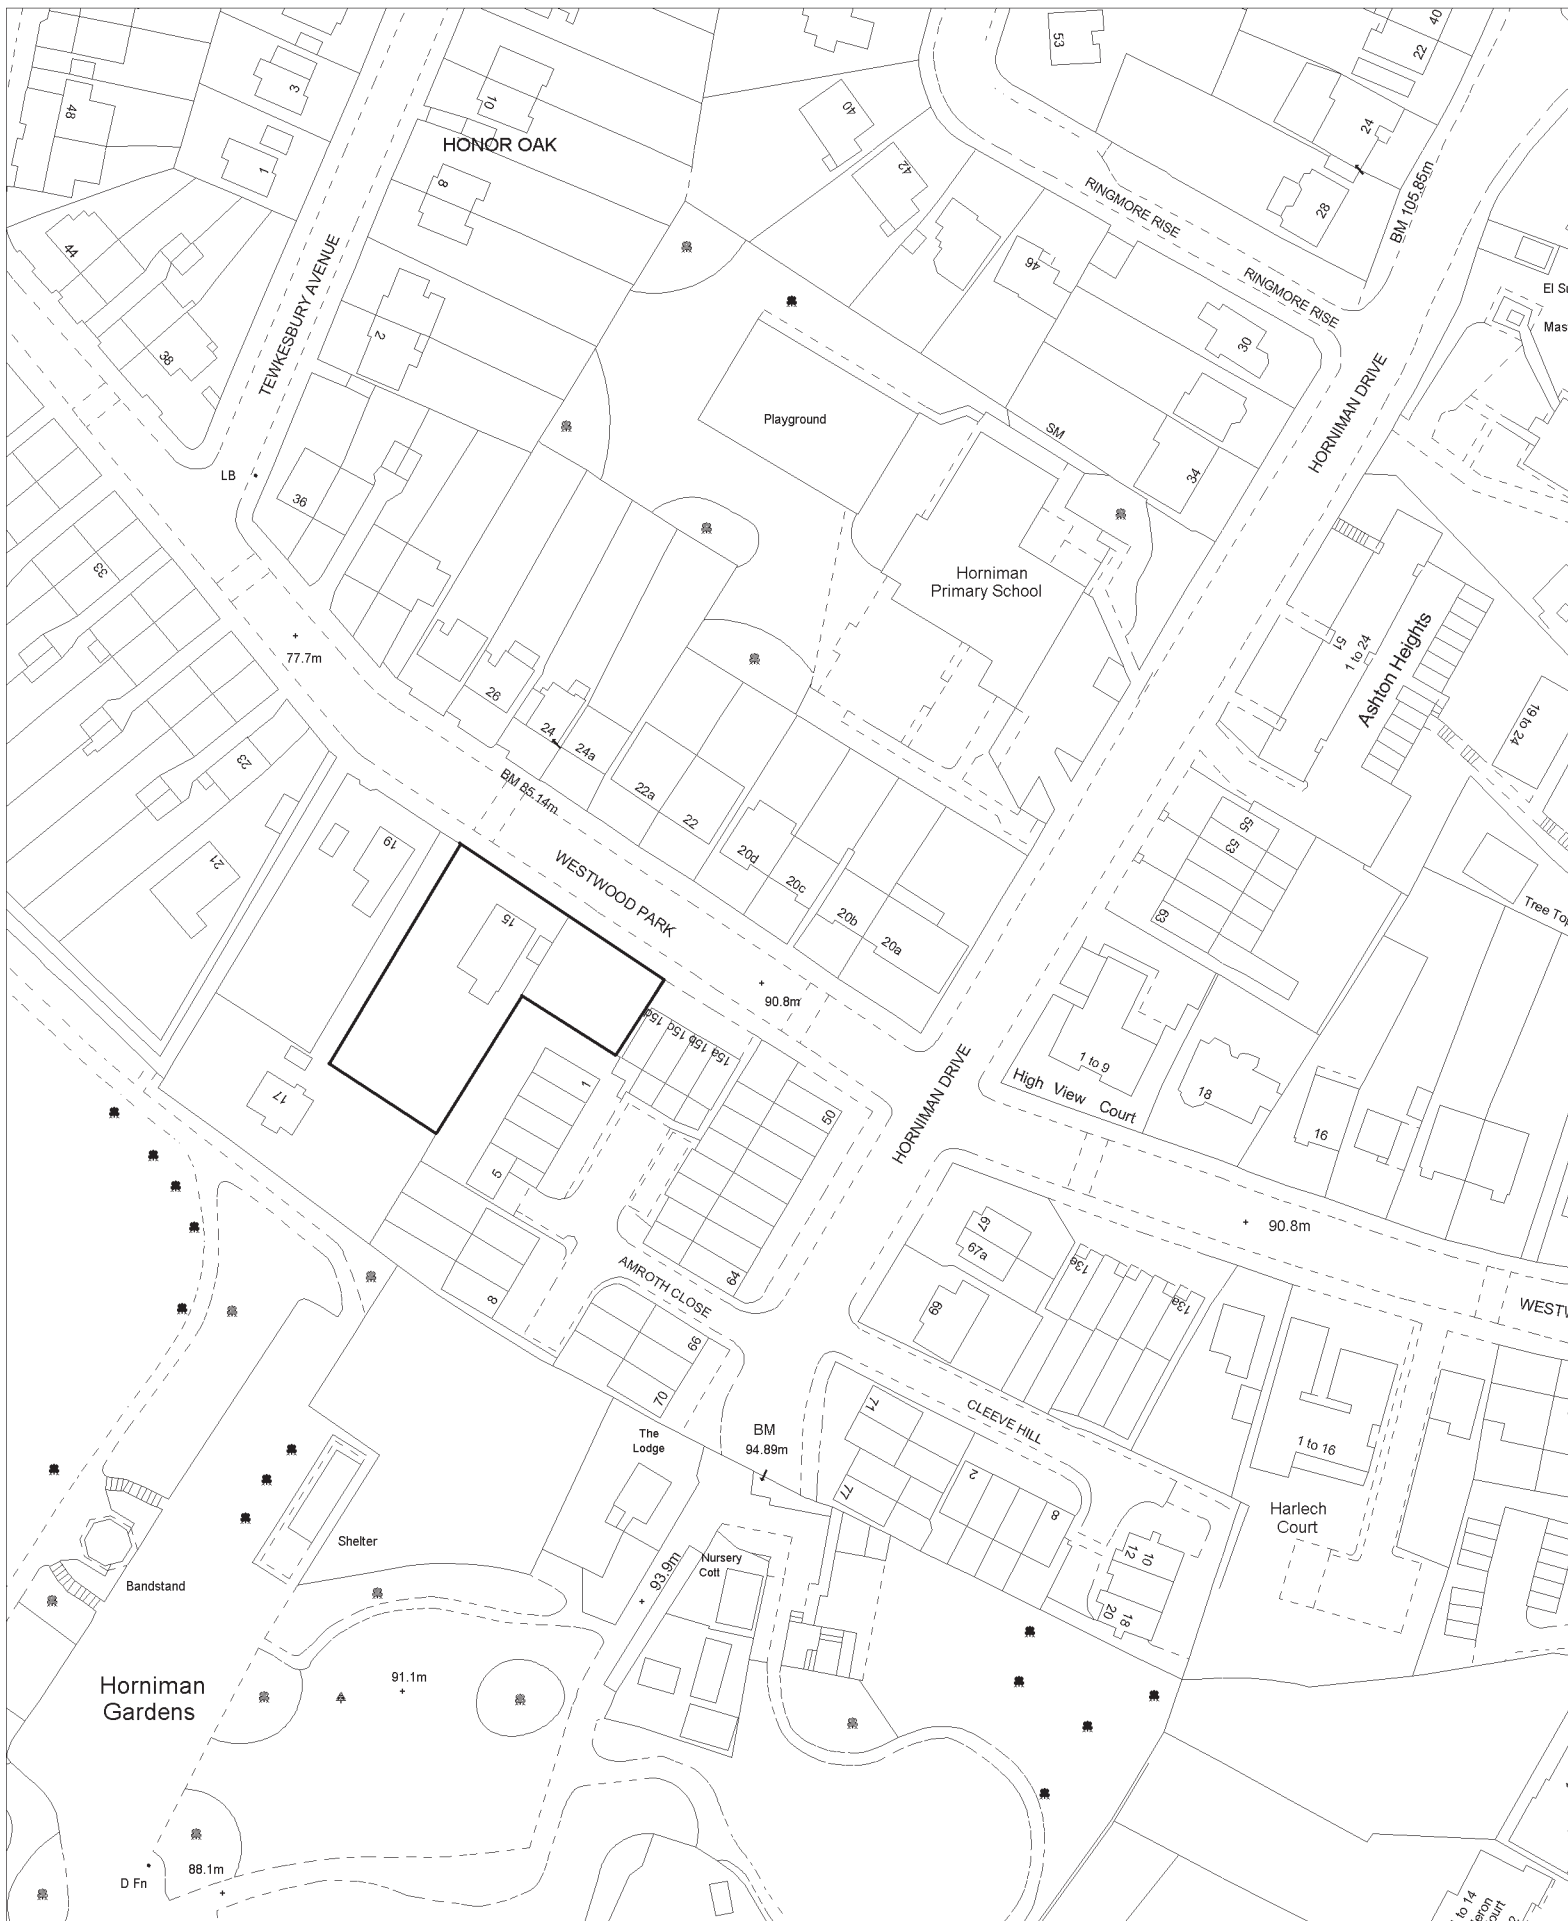 53
40
22
48
3
10
40
24
HONOR OAK
1
8
42
28
RINGMORE RISE
BM 105.85m
44
TEWKESBURY AVENUE
46
RINGMORE RISE
El
38
2
30
HORNIMAN DRIVE
Playground
SM
34
LB
36
33
Horniman
Primary School
51
1 to 24
Ashton Heights
77.7m
26
24
24a
19 to 24
23
BM 85.14m
22a
22
55
53
19
21
20d
20c
20b
20a
63
Tree
WESTWOOD PARK
15
90.8m
15d
15c
15b
15a
1 to 9
High View Court
18
16
HORNIMAN DRIVE
17
1
5
50
67
67a
90.8m
13e
13a
AMROTH CLOSE
64
8
66
70
69
1 to 16
71
CLEEVE HILL
The
Lodge
BM
94.89m
77
2
8
Harlech
Court
Shelter
Nursery
Cott
93.9m
12
10
20
18
Bandstand
Horniman
Gardens
91.1m
D Fn
88.1m
to 14